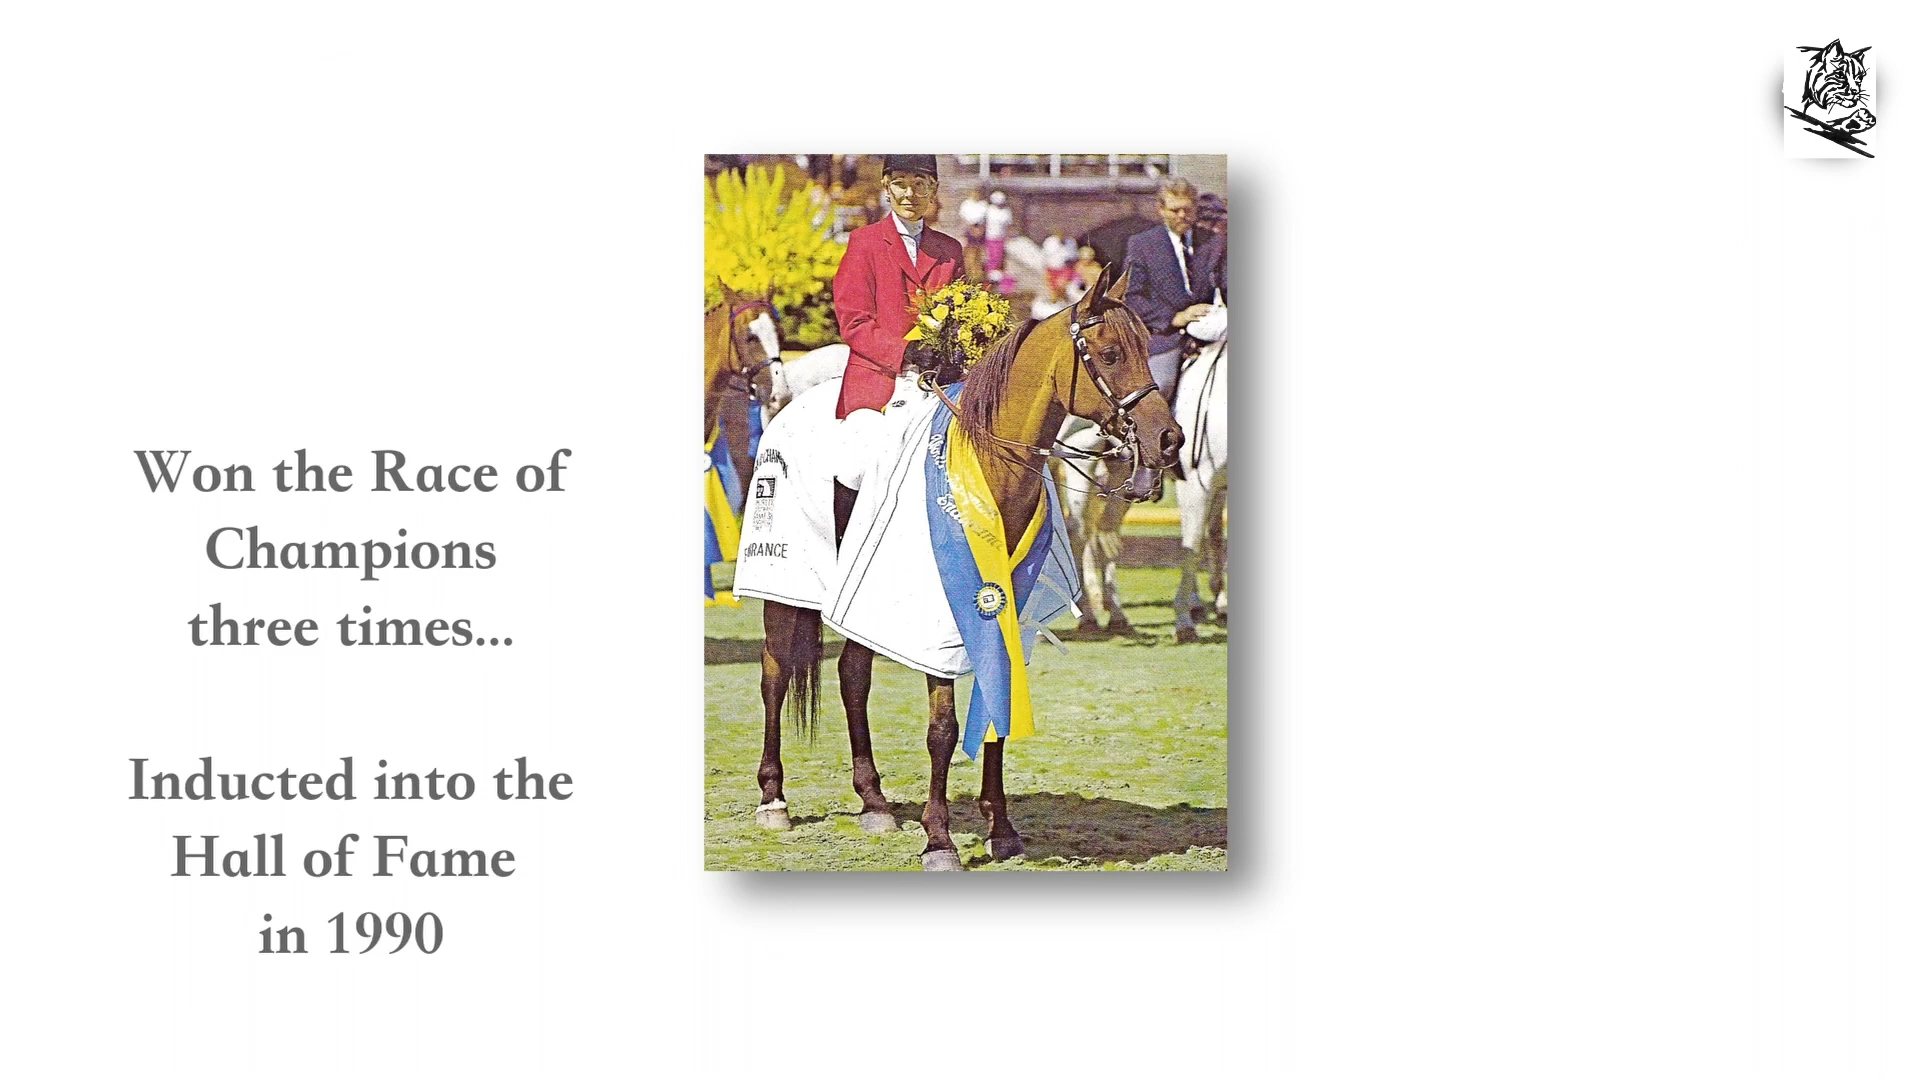 Won the Race of
Champions
three times...
Inducted into the
Hall of Fame
in 1990